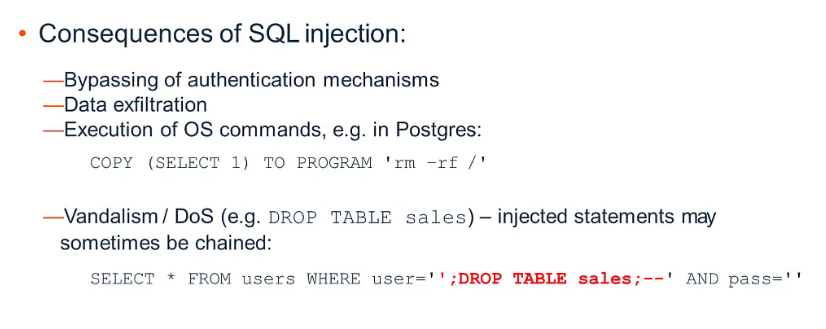 • Consequences of SQL injection:
—Bypassing of authentication mechanisms
—Data exfiltration
—Execution of OS commands, e.g. in Postgres:
COPY (SELECT 1) TO PROGRAM 'rm –rf /'
—Vandalism / DoS (e.g. DROP TABLE sales) – injected statements may
sometimes be chained:
SELECT * FROM users WHERE user='';DROP TABLE sales;--' AND pass=''